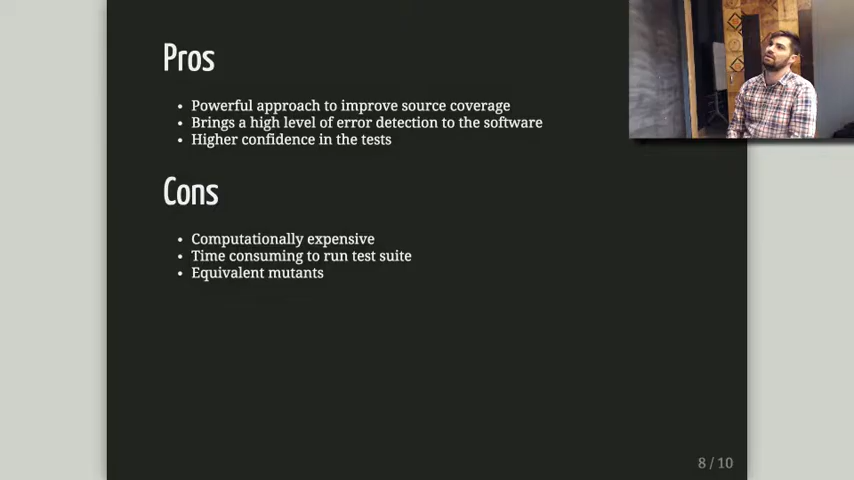 Pros
• Powerful approach to improve source coverage
• Brings a high level of error detection to the software
• Higher confidence in the tests
Cons
• Computationally expensive
• Time consuming to run test suite
• Equivalent mutants
8 / 10